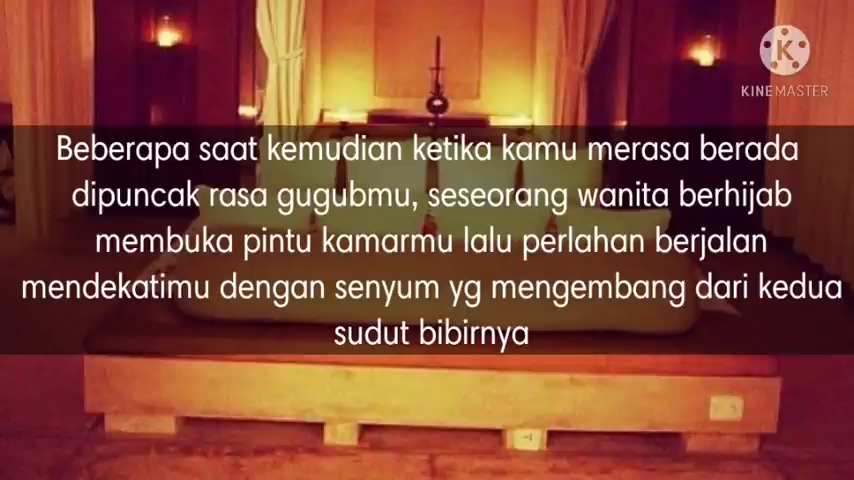 KINEMASTER
Beberapa saat kemudian ketika kamu merasa berada
dipuncak rasa gugubmu, seseorang wanita berhijab
membuka pintu kamarmu lalu perlahan berjalan
mendekatimu dengan senyum yg mengembang dari kedua
sudut bibirnya